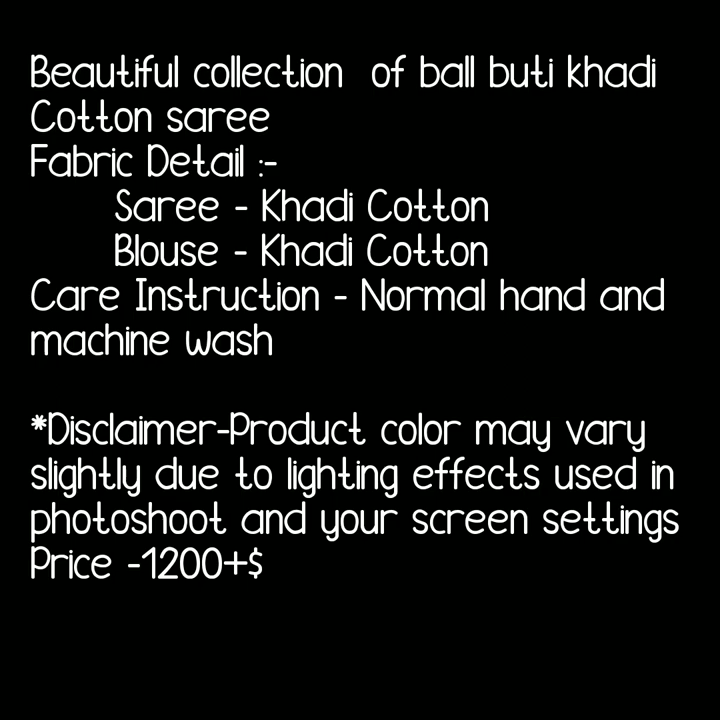 Beautiful collection of ball buti khadi
Cotton saree
Fabric Detail :-
Saree - Khadi Cotton
Blouse - Khadi Cotton
Care Instruction - Normal hand and
machine wash
*Disclaimer-Product color may vary
slightly due to lighting effects used in
photoshoot and your screen settings
Price -1200+$